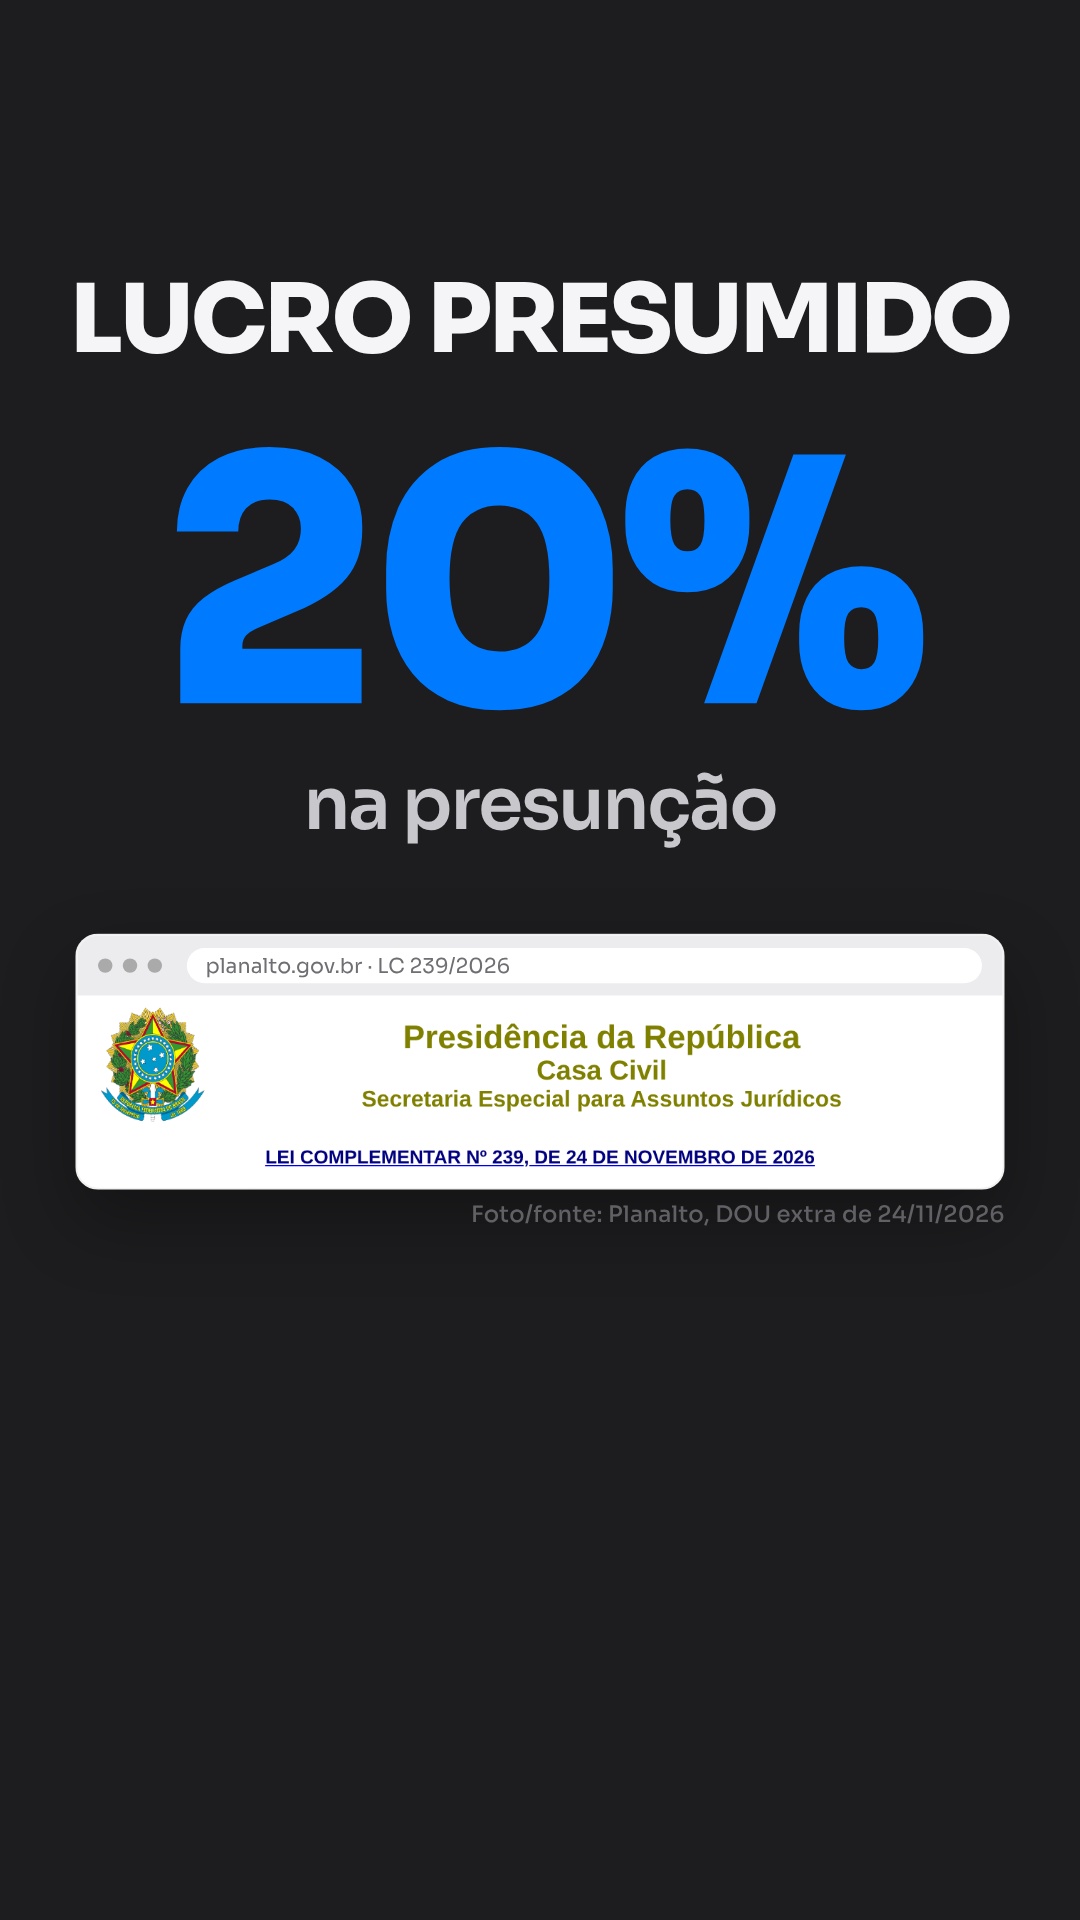 LUCRO PRESUMIDO
20%
na presunção
planalto.gov.br · LC 239/2026
Presidência da República
Casa Civil
Secretaria Especial para Assuntos Jurídicos
LEI COMPLEMENTAR Nº 239, DE 24 DE NOVEMBRO DE 2026
Foto/fonte: Planalto, DOU extra de 24/11/2026